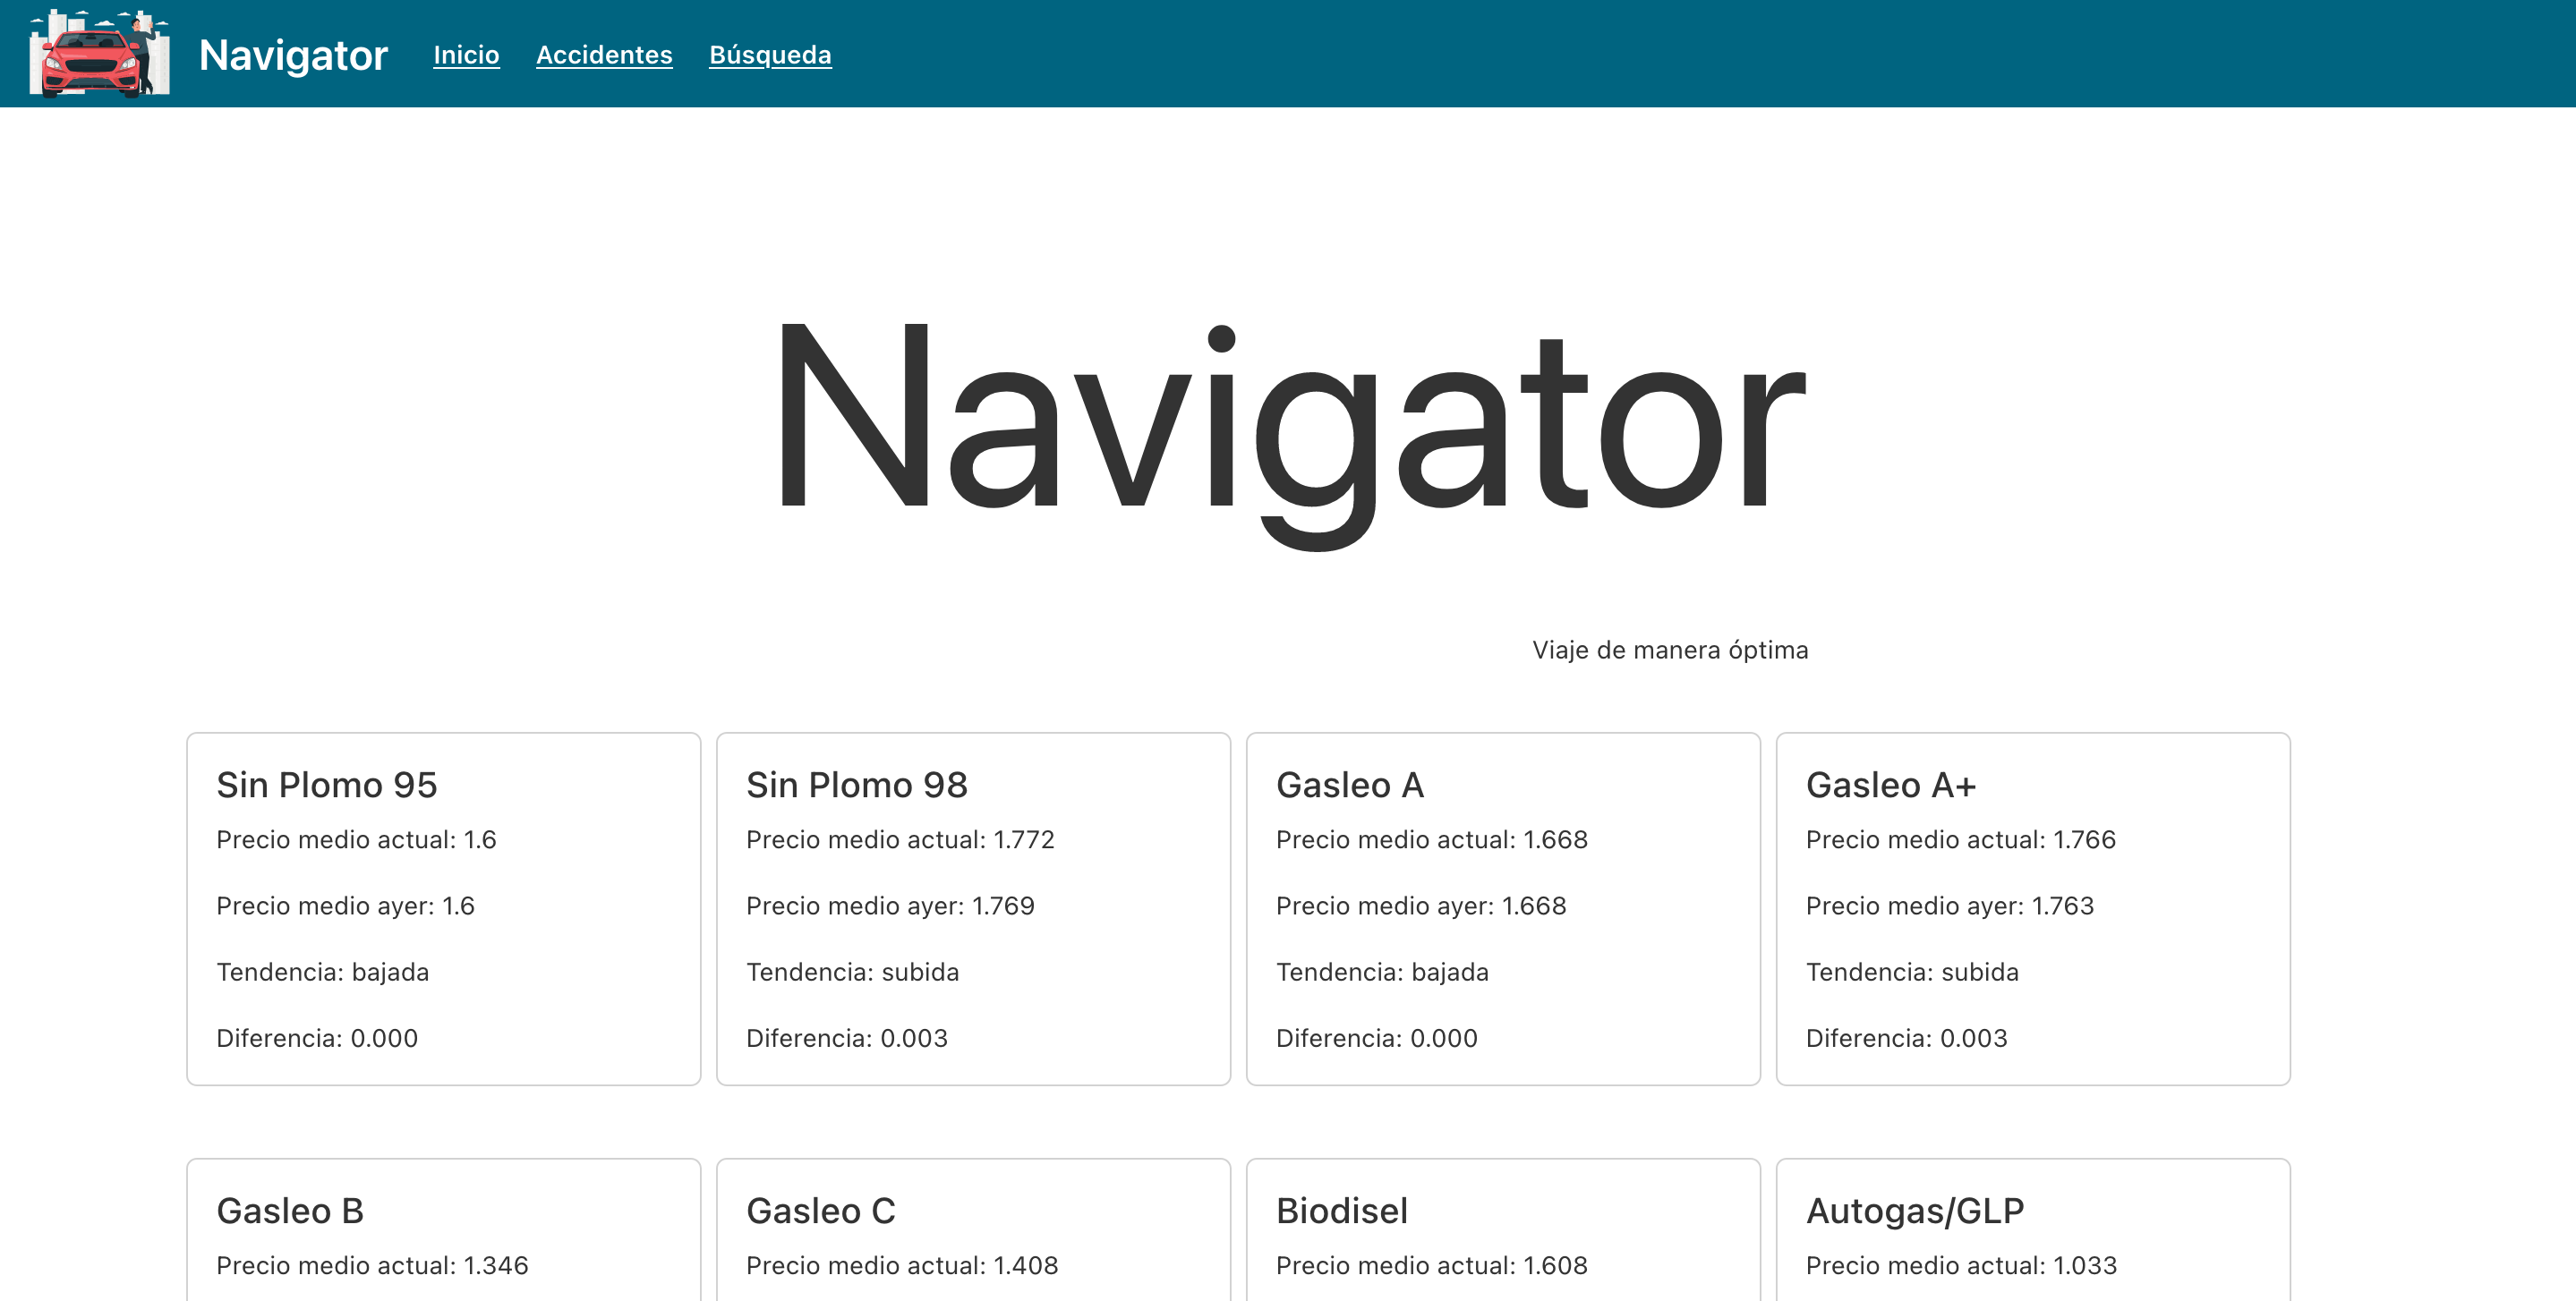 Navigator Inicio Accidentes Búsqueda
Navigator
Viaje de manera óptima
Sin Plomo 95
Precio medio actual: 1.6
Precio medio ayer: 1.6
Tendencia: bajada
Diferencia: 0.000
Sin Plomo 98
Precio medio actual: 1.772
Precio medio ayer: 1.769
Tendencia: subida
Diferencia: 0.003
Gasleo A
Precio medio actual: 1.668
Precio medio ayer: 1.668
Tendencia: bajada
Diferencia: 0.000
Gasleo A+
Precio medio actual: 1.766
Precio medio ayer: 1.763
Tendencia: subida
Diferencia: 0.003
Gasleo B
Precio medio actual: 1.346
Gasleo C
Precio medio actual: 1.408
Biodisel
Precio medio actual: 1.608
Autogas/GLP
Precio medio actual: 1.033